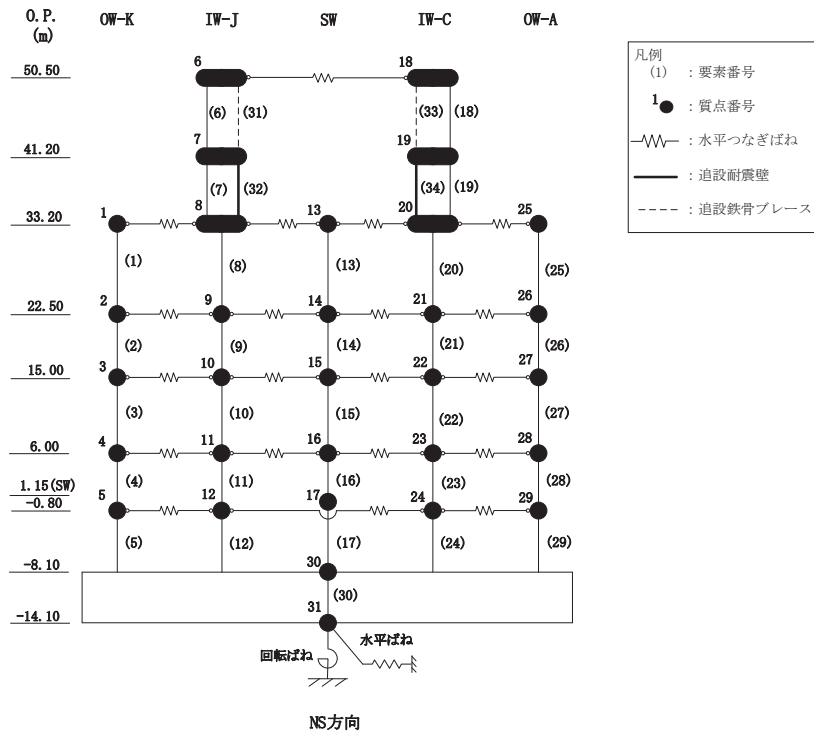 O.P.
(m)
OW-K IW-J SW IW-C OW-A
50.50 6 18
(6) (31) (33) (18)
41.20 7 19
(7) (32) (34) (19)
33.20 1 8 13 20 25
(1) (8) (13) (20) (25)
22.50 2 9 14 21 26
(2) (9) (14) (21) (26)
15.00 3 10 15 22 27
(3) (10) (15) (22) (27)
6.00 4 11 16 23 28
(4) (11) (16) (23) (28)
1.15(SW) 17
-0.80 5 12 24 29
(5) (12) (17) (24) (29)
-8.10 30
(30)
-14.10 31
水平ばね
回転ばね
NS方向
凡例
(1) : 要素番号
1 : 質点番号
: 水平つなぎばね
: 追設耐震壁
: 追設鉄骨ブレース